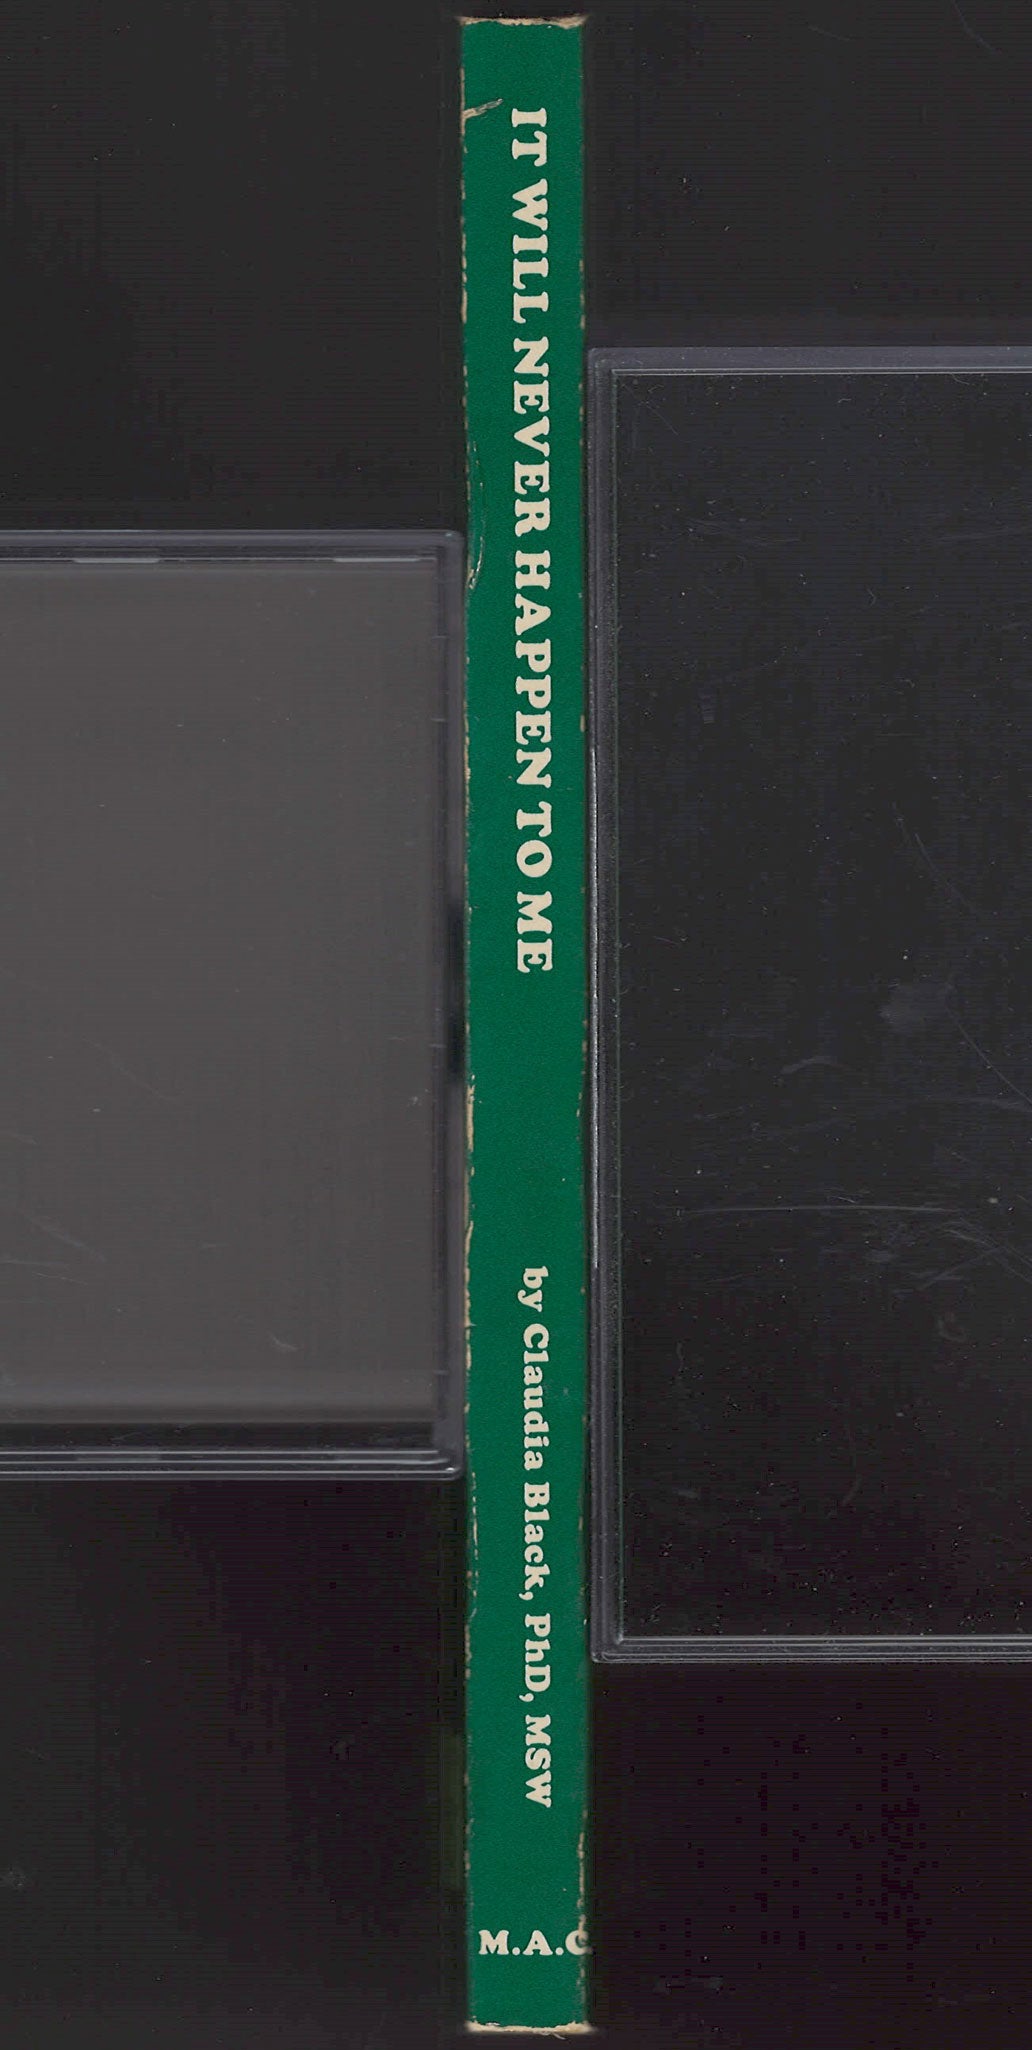 IT WILL NEVER HAPPEN TO ME
by Claudia Black, PhD, MSW
M.A.C